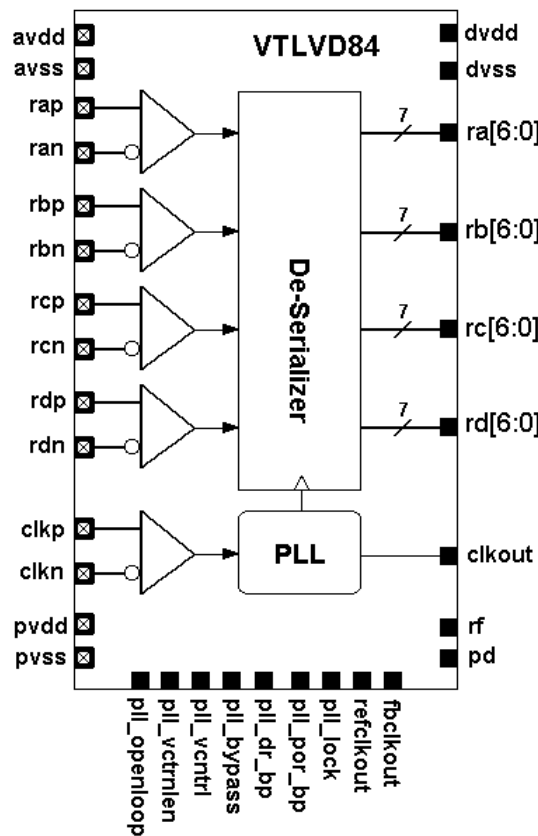 VTLVD84
avdd
avss
rap
ran
rbp
rbn
rcp
rcn
rdp
rdn
clkp
clkn
pvdd
pvss
De-Serializer
PLL
7
7
7
7
dvdd
dvss
ra[6:0]
rb[6:0]
rc[6:0]
rd[6:0]
clkout
rf
pd
pll_openloop
pll_vctrnlen
pll_vcntrl
pll_bypass
pll_dr_bp
pll_por_bp
pll_lock
refclkout
fbclkout